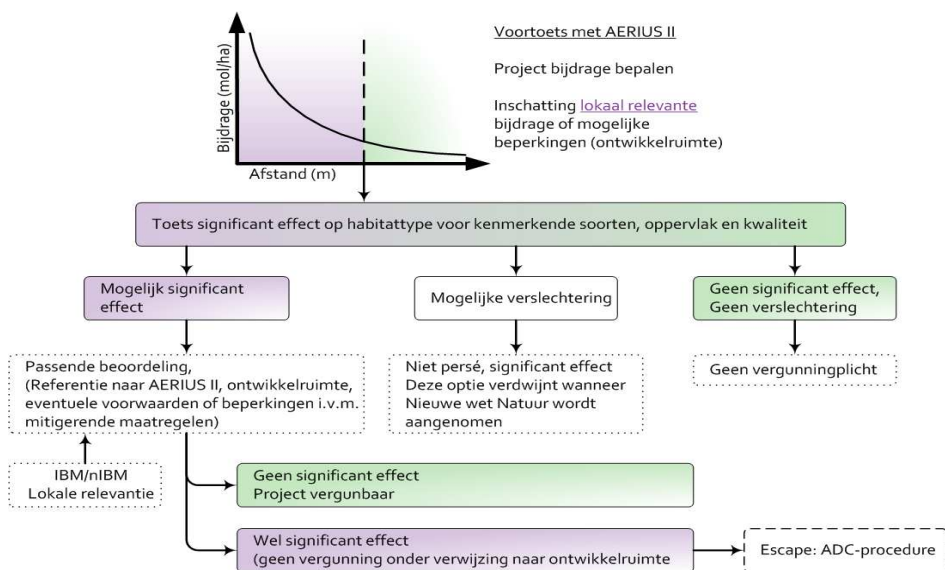 Bijdrage (mol/ha)
Afstand (m)
Voortoets met AERIUS II
Project bijdrage bepalen
Inschatting lokaal relevante
bijdrage of mogelijke
beperkingen (ontwikkelruimte)
Toets significant effect op habitattype voor kenmerkende soorten, oppervlak en kwaliteit
Mogelijk significant
effect
Mogelijke verslechtering
Geen significant effect,
Geen verslechtering
Passende beoordeling,
(Referentie naar AERIUS II, ontwikkelruimte,
eventuele voorwaarden of beperkingen i.v.m.
mitigerende maatregelen)
Niet persé, significant effect
Deze optie verdwijnt wanneer
Nieuwe wet Natuur wordt
aangenomen
Geen vergunningplicht
IBM/nIBM
Lokale relevantie
Geen significant effect
Project vergunbaar
Wel significant effect
(geen vergunning onder verwijzing naar ontwikkelruimte
Escape: ADC-procedure